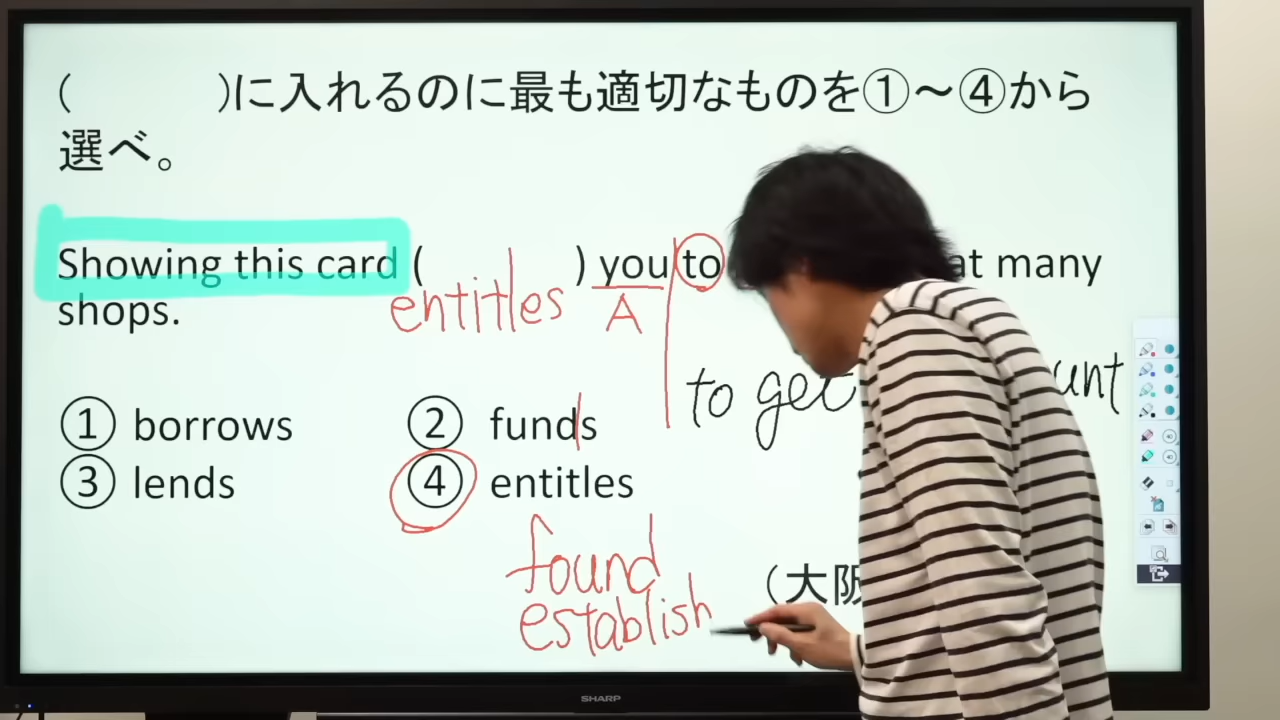 (　　　)に入れるのに最も適切なものを①～④から
選べ。
Showing this card (　　　) you to at many
entitles A
shops.
to get
① borrows ② funds
③ lends ④ entitles
found
(大阪
establish
SHARP